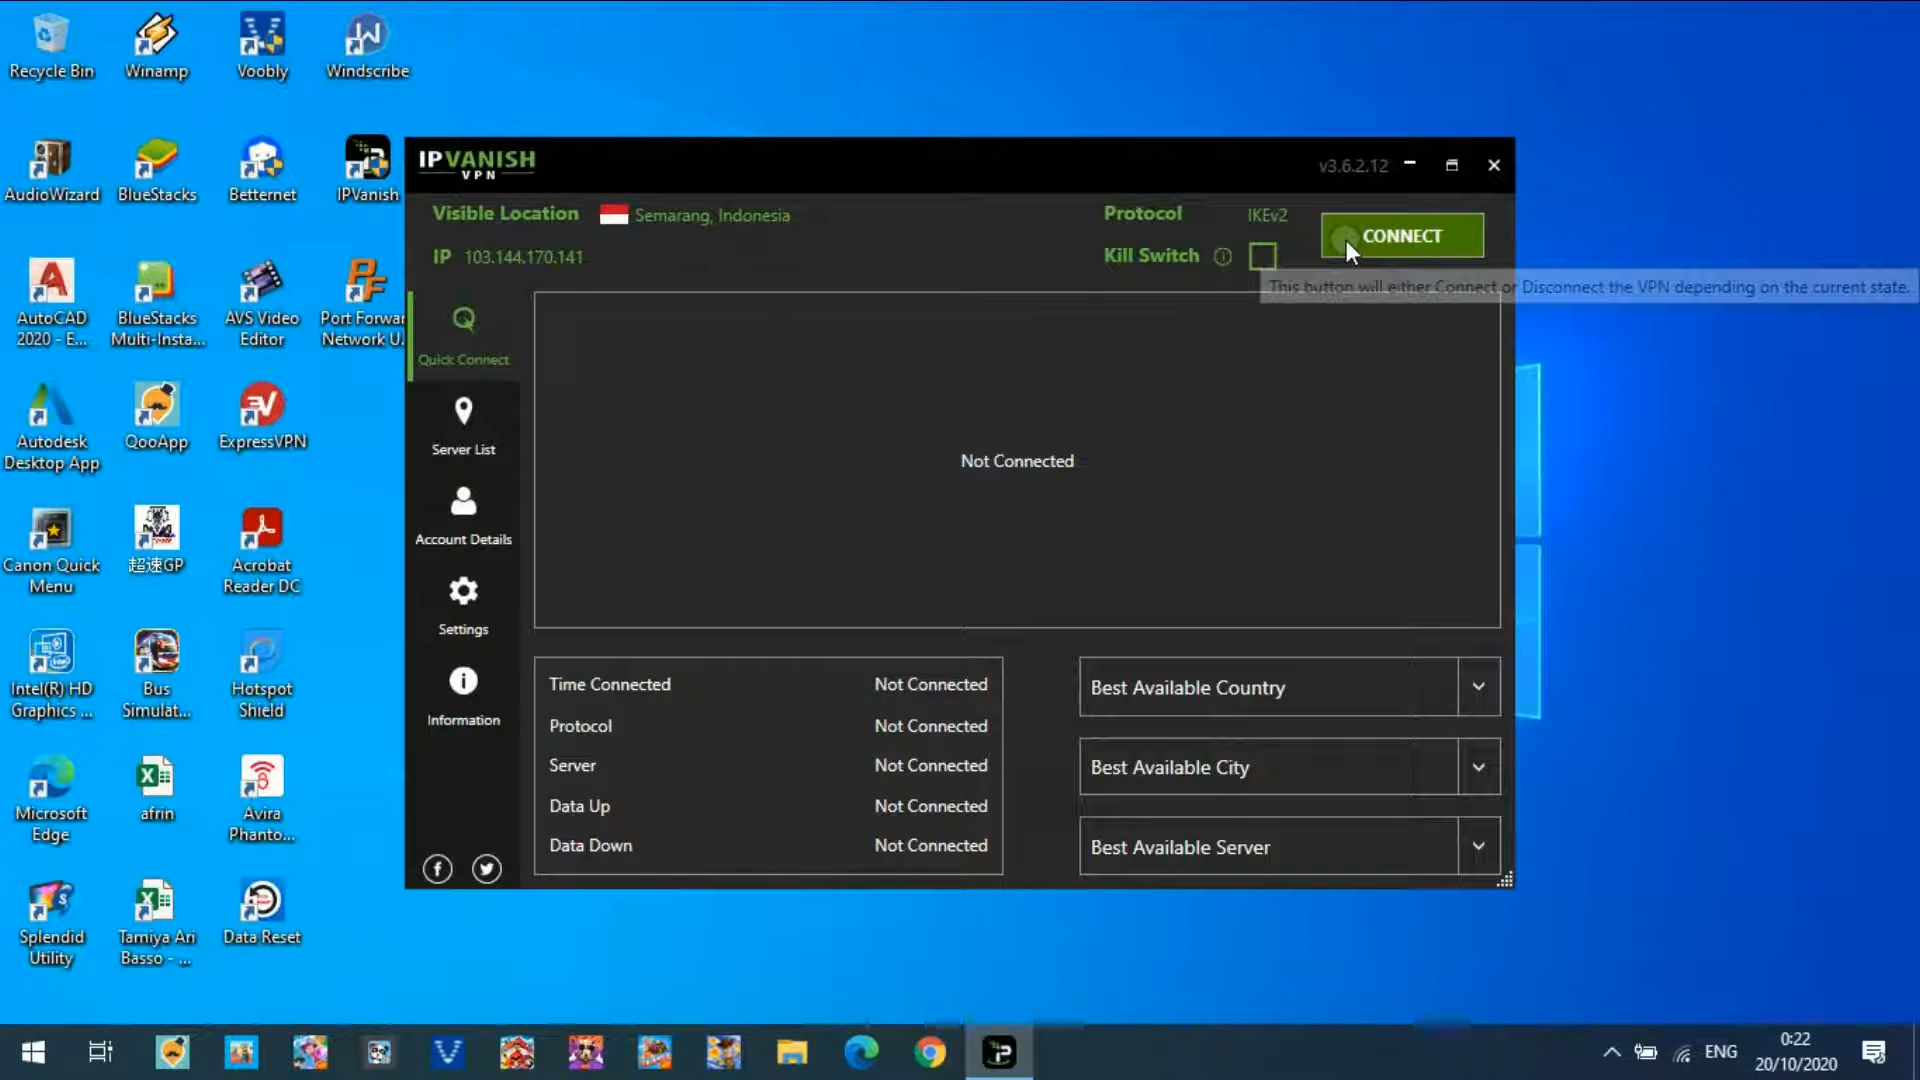 Recycle Bin
Winamp
Voobly
Windscribe
AudioWizard
BlueStacks
Betternet
IPVanish
AutoCAD
2020 - E...
BlueStacks
Multi-Insta...
AVS Video
Editor
Port Forwar
Network U.
Autodesk
Desktop App
QooApp
ExpressVPN
Canon Quick
Menu
超速GP
Acrobat
Reader DC
Intel(R) HD
Graphics ...
Bus
Simulat...
Hotspot
Shield
Microsoft
Edge
afrin
Avira
Phanto...
Splendid
Utility
Tamiya Ari
Basso - ...
Data Reset
IPVANISH
VPN
v3.6.2.12
Visible Location Semarang, Indonesia
IP 103.144.170.141
Protocol IKEv2
Kill Switch
CONNECT
This button will either Connect or Disconnect the VPN depending on the current state.
Quick Connect
Server List
Account Details
Settings
Information
Not Connected
Time Connected Not Connected
Protocol Not Connected
Server Not Connected
Data Up Not Connected
Data Down Not Connected
Best Available Country
Best Available City
Best Available Server
ENG
0:22
20/10/2020